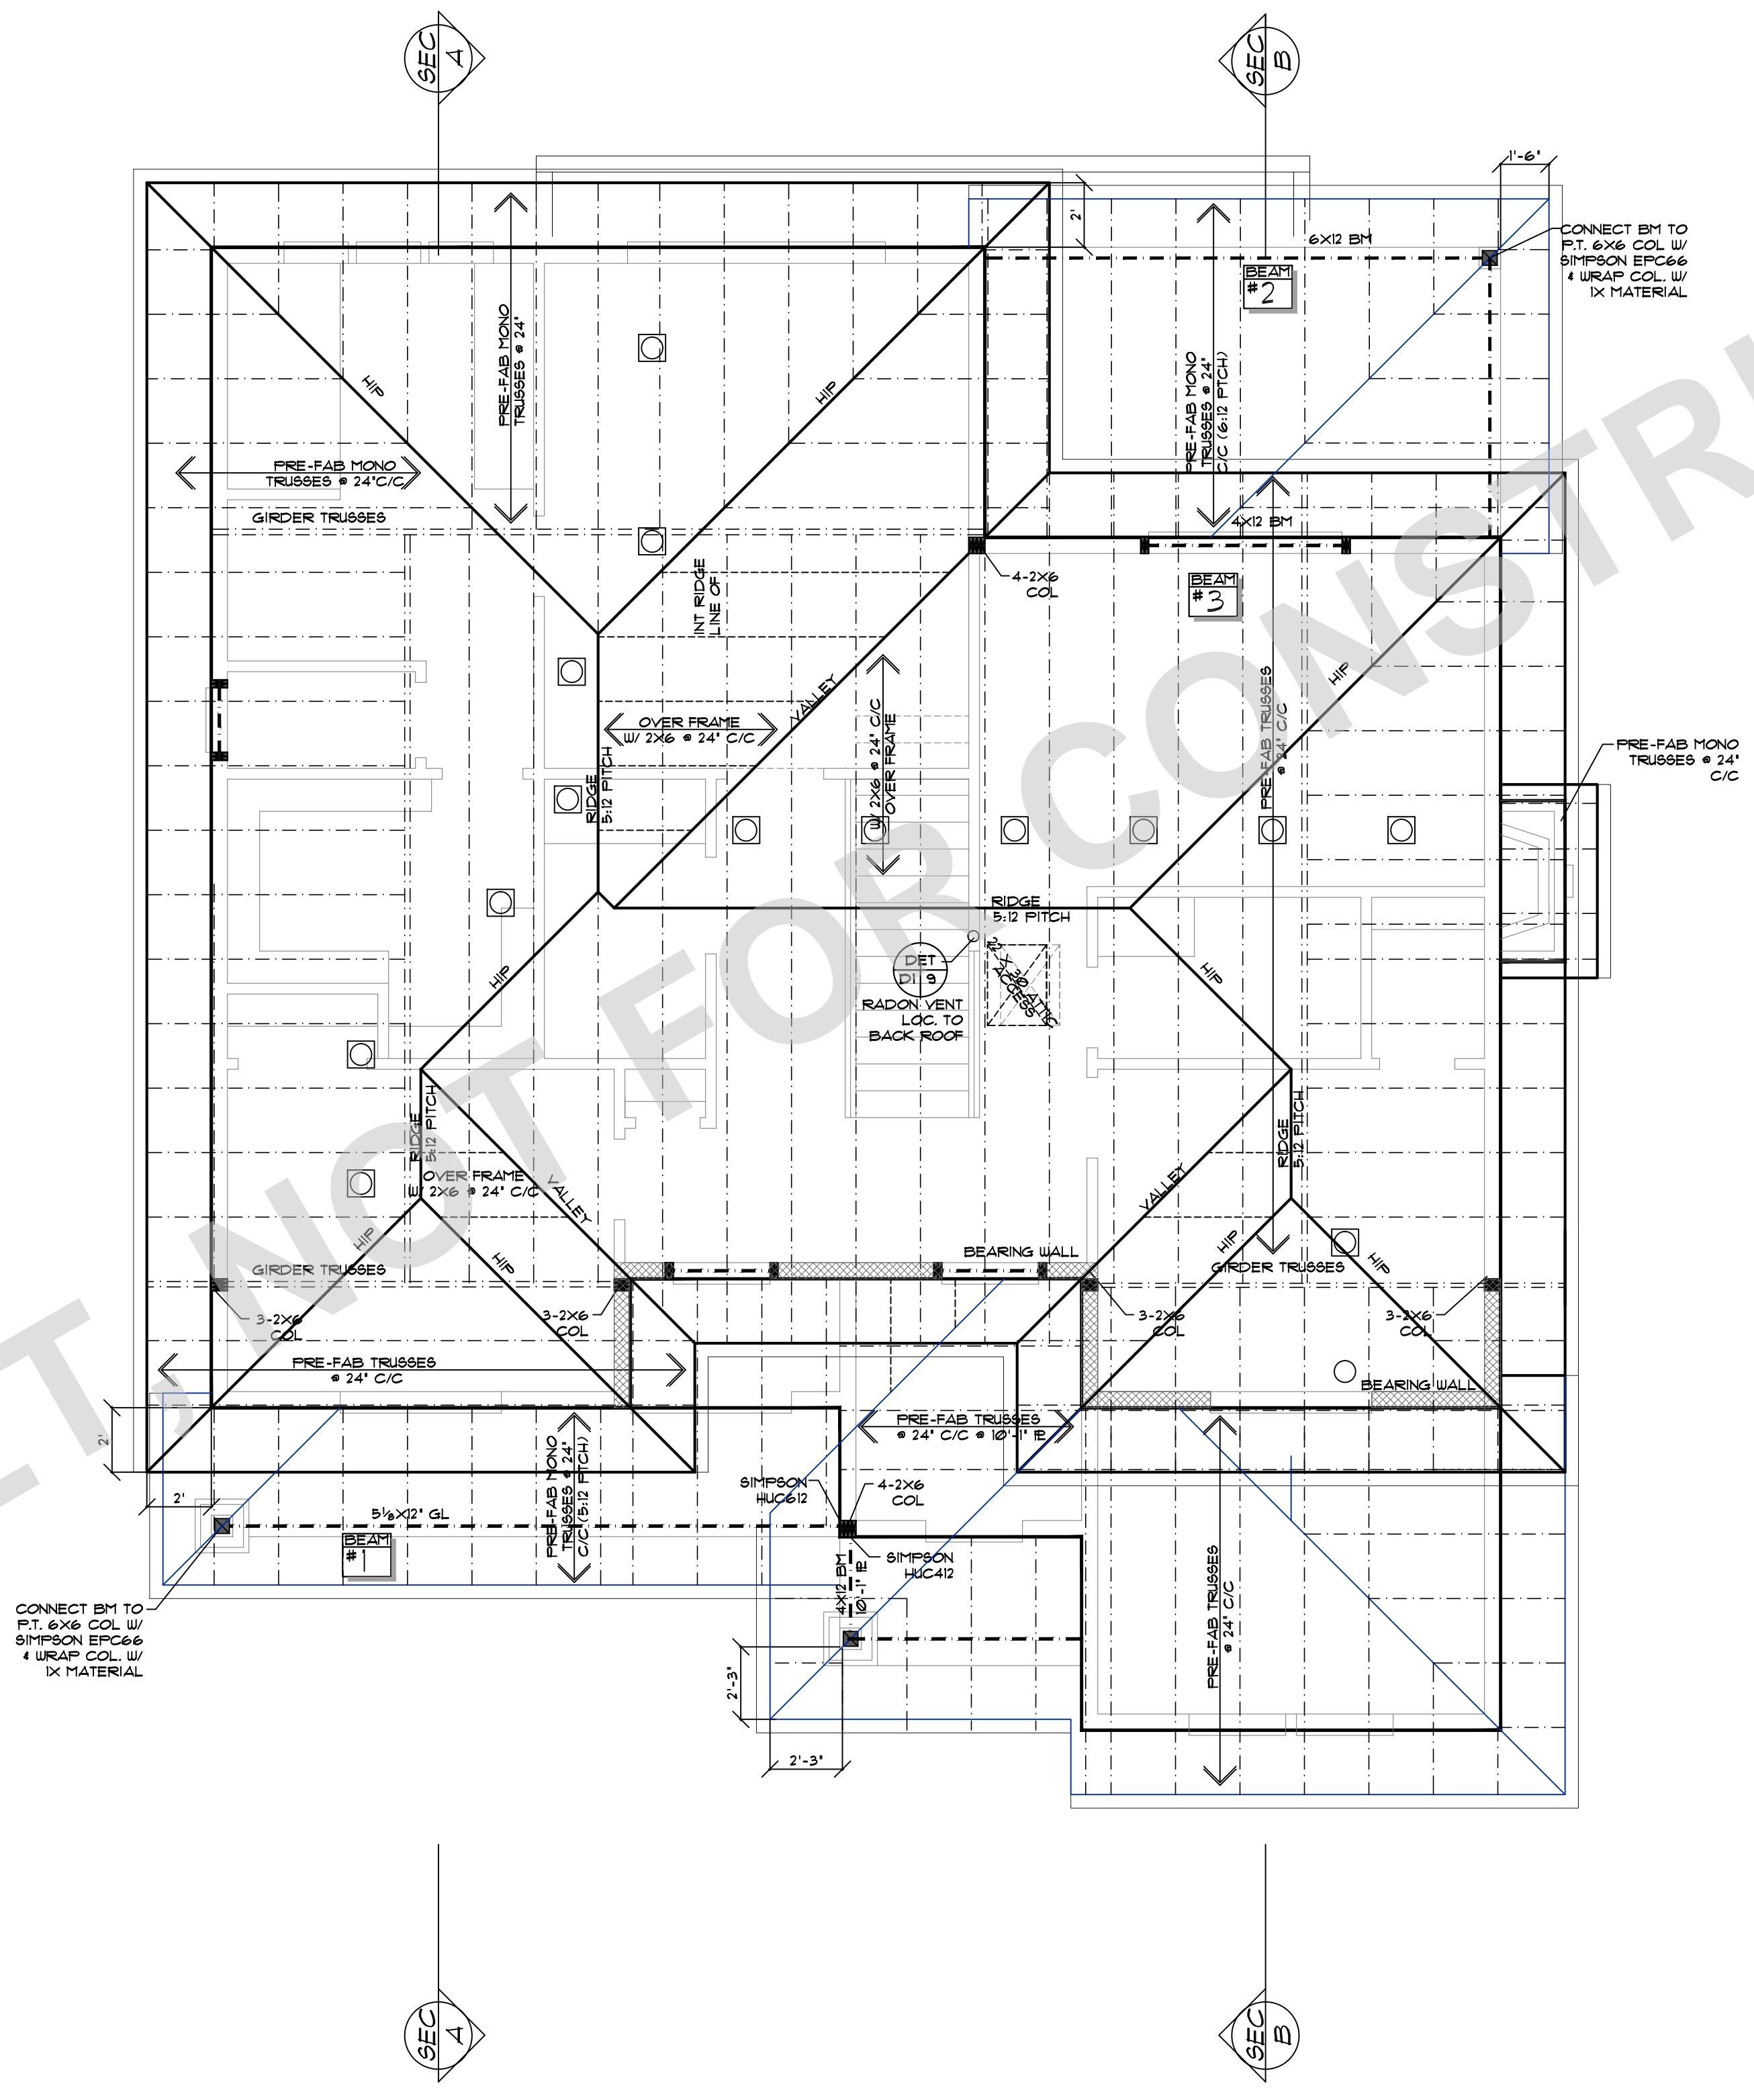 SEC
A
SEC
B
1'-6"
2'
CONNECT BM TO
P.T. 6X6 COL W/
SIMPSON EPC66
& WRAP COL. W/
1X MATERIAL
6X12 BM
BEAM
#2
PRE-FAB MONO
TRUSSES @ 24"
HIP
HIP
PRE-FAB MONO
TRUSSES @ 24"
C/C (6:12 PITCH)
PRE-FAB MONO
TRUSSES @ 24"C/C
GIRDER TRUSSES
4X12 BM
4-2X6
COL
BEAM
#3
INT RIDGE
LINE OF
HIP
VALLEY
OVER FRAME
W/ 2X6 @ 24" C/C
W/ 2X6 @ 24" C/C
OVER FRAME
PRE-FAB TRUSSES
@ 24" C/C
PRE-FAB MONO
TRUSSES @ 24"
C/C
RIDGE
5:12 PITCH
RIDGE
5:12 PITCH
DET
D1 9
RADON VENT
LOC. TO
BACK ROOF
X 30 ATTIC
ACCESS
HIP
HIP
RIDGE
5:12 PITCH
RIDGE
5:12 PITCH
OVER FRAME
W/ 2X6 @ 24" C/C
VALLEY
VALLEY
HIP
HIP
HIP
HIP
BEARING WALL
GIRDER TRUSSES
GIRDER TRUSSES
3-2X6
COL
3-2X6
COL
3-2X6
COL
3-2X6
COL
PRE-FAB TRUSSES
@ 24" C/C
BEARING WALL
PRE-FAB TRUSSES
@ 24" C/C @ 10'-1" PL
2'
2'
PRE-FAB MONO
TRUSSES @ 24"
C/C (5:12 PITCH)
5⅛X12" GL
BEAM
#1
SIMPSON
HUC612
4-2X6
COL
SIMPSON
HUC412
4X12 BM
10'-1" PL
PRE-FAB TRUSSES
@ 24" C/C
CONNECT BM TO
P.T. 6X6 COL W/
SIMPSON EPC66
& WRAP COL. W/
1X MATERIAL
2'-3"
2'-3"
SEC
A
SEC
B
T, NOT FOR CONSTR